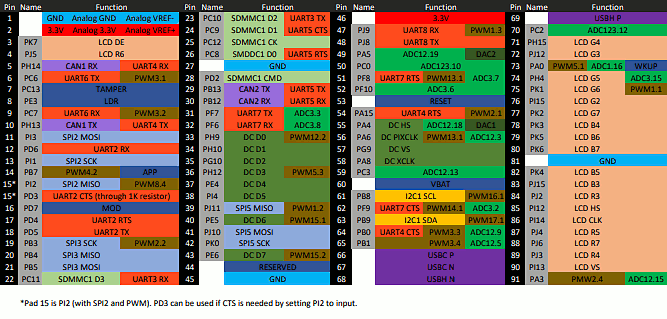 Pin Name Function
1 GND Analog GND Analog VREF-
2 3.3V Analog 3.3V Analog VREF+
3 PK7 LCD DE
4 PJ5 LCD R6
5 PH14 CAN1 RX UART4 RX
6 PC6 UART6 TX PWM3.1
7 PC13 TAMPER
8 PE3 LDR
9 PC7 UART6 RX PWM3.2
10 PH13 CAN1 TX UART4 TX
11 PI3 SPI2 MOSI
12 PD6 UART2 RX
13 PI1 SPI2 SCK
14 PB7 PWM4.2 APP
15* PI2 SPI2 MISO PWM8.4
15* PD3 UART2 CTS (through 1K resistor)
16 PD7 MOD
17 PD4 UART2 RTS
18 PD5 UART2 TX
19 PB3 SPI3 SCK PWM2.2
20 PB4 SPI3 MISO
21 PB5 SPI3 MOSI
22 PC11 SDMMC1 D3 UART3 RX
Pin Name Function
23 PC10 SDMMC1 D2 UART3 TX
24 PC9 SDMMC1 D1 UART5 CTS
25 PC12 SDMMC1 CK
26 PC8 SDMMC1 D0 UART5 RTS
27 GND
28 PD2 SDMMC1 CMD
29 PB13 CAN2 TX UART5 TX
30 PB12 CAN2 RX UART5 RX
31 PF7 UART7 TX ADC3.3
32 PF6 UART7 RX ADC3.8
33 PH9 DC D0 PWM12.2
34 PH10 DC D1
35 PG10 DC D2
36 PH12 DC D3 PWM5.3
37 PE4 DC D4
38 PI4 DC D5
39 PJ11 SPI5 MISO PWM1.2
40 PE5 DC D6 PWM15.1
41 PJ10 SPI5 MOSI
42 PK0 SPI5 SCK
43 PE6 DC D7 PWM15.2
44 RESERVED
45 GND
Pin Name Function
46 3.3V
47 PJ9 UART8 RX PWM1.3
48 PJ8 UART8 TX
49 PA5 ADC12.19 DAC2
50 PC0 ADC123.10
51 PF8 UART7 RTS PWM13.1 ADC3.7
52 PF10 ADC3.6
53 RESET
54 PA15 UART4 RTS PWM2.1
55 PA4 DC HS ADC12.18 DAC1
56 PA6 DC PIXCLK PWM13.1 ADC12.3
57 PG9 DC VS
58 PA8 DC XCLK
59 PC3 ADC12.13
60 VBAT
61 PB8 I2C1 SCL PWM16.1
62 PF9 UART7 CTS PWM14.1 ADC3.2
63 PB9 I2C1 SDA PWM17.1
64 PB0 UART4 CTS PWM3.3 ADC12.9
65 PB1 PWM3.4 ADC12.5
66 USBC P
67 USBC N
68 USBH N
Pin Name Function
69 USBH P
70 PC2 ADC123.12
71 PH15 LCD G4
72 PH13 LCD G2
73 PA0 PWM5.1 ADC1.16 WKUP
74 PH4 LCD G5 ADC3.15
75 PK1 LCD G6 PWM1.1
76 PI0 LCD G2
77 PK2 LCD G7
78 PK3 LCD B4
79 PK5 LCD B6
80 PK6 LCD B7
81 GND
82 PK4 LCD B5
83 PJ15 LCD B3
84 PJ2 LCD R3
85 PI12 LCD HS
86 PI14 LCD CLK
87 PJ4 LCD R5
88 PJ6 LCD R7
89 PJ3 LCD R4
90 PI13 LCD VS
91 PA3 PMW2.4 ADC12.15
*Pad 15 is PI2 (with SPI2 and PWM). PD3 can be used if CTS is needed by setting PI2 to input.